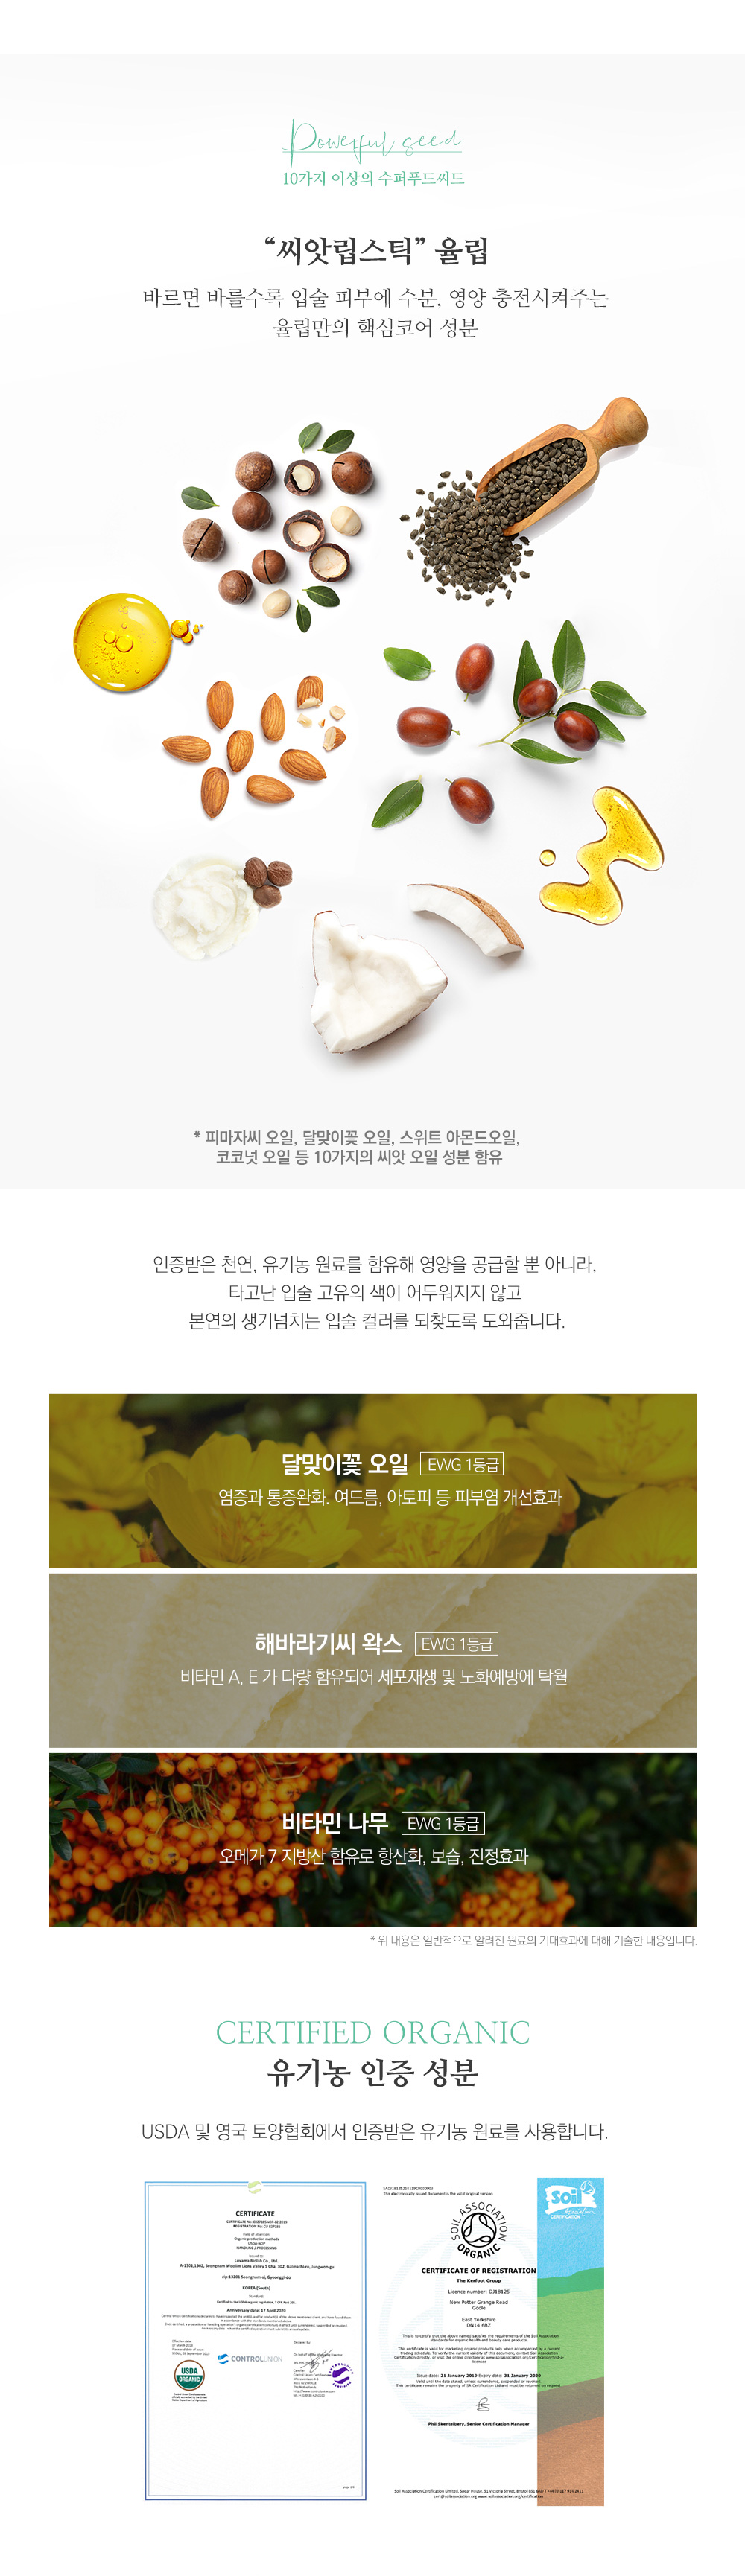 Powerful seed
10가지 이상의 수퍼푸드씨드
“씨앗립스틱” 율립
바르면 바를수록 입술 피부에 수분, 영양 충전시켜주는
율립만의 핵심코어 성분
* 피마자씨 오일, 달맞이꽃 오일, 스위트 아몬드오일,
코코넛 오일 등 10가지의 씨앗 오일 성분 함유
인증받은 천연, 유기농 원료를 함유해 영양을 공급할 뿐 아니라,
타고난 입술 고유의 색이 어두워지지 않고
본연의 생기넘치는 입술 컬러를 되찾도록 도와줍니다.
달맞이꽃 오일 EWG 1등급
염증과 통증완화. 여드름, 아토피 등 피부염 개선효과
해바라기씨 왁스 EWG 1등급
비타민 A, E 가 다량 함유되어 세포재생 및 노화예방에 탁월
비타민 나무 EWG 1등급
오메가 7 지방산 함유로 항산화, 보습, 진정효과
* 위 내용은 일반적으로 알려진 원료의 기대효과에 대해 기술한 내용입니다.
CERTIFIED ORGANIC
유기농 인증 성분
USDA 및 영국 토양협회에서 인증받은 유기농 원료를 사용합니다.
CERTIFICATE
Organic production methods
USDA NOP
HANDLING / PROCESSING
KOREA (South)
Anniversary date: 17 April 2020
USDA
ORGANIC
CONTROLUNION
This electronically issued document is the valid original version
SOIL ASSOCIATION
ORGANIC
Soil
Association
CERTIFICATION
CERTIFICATE OF REGISTRATION
The Kerfoot Group
Licence number: DJ18125
New Potter Grange Road
Goole
East Yorkshire
DN14 6BZ
Issue date: 21 January 2019 Expiry date: 31 January 2020
Phil Skentelbery, Senior Certification Manager